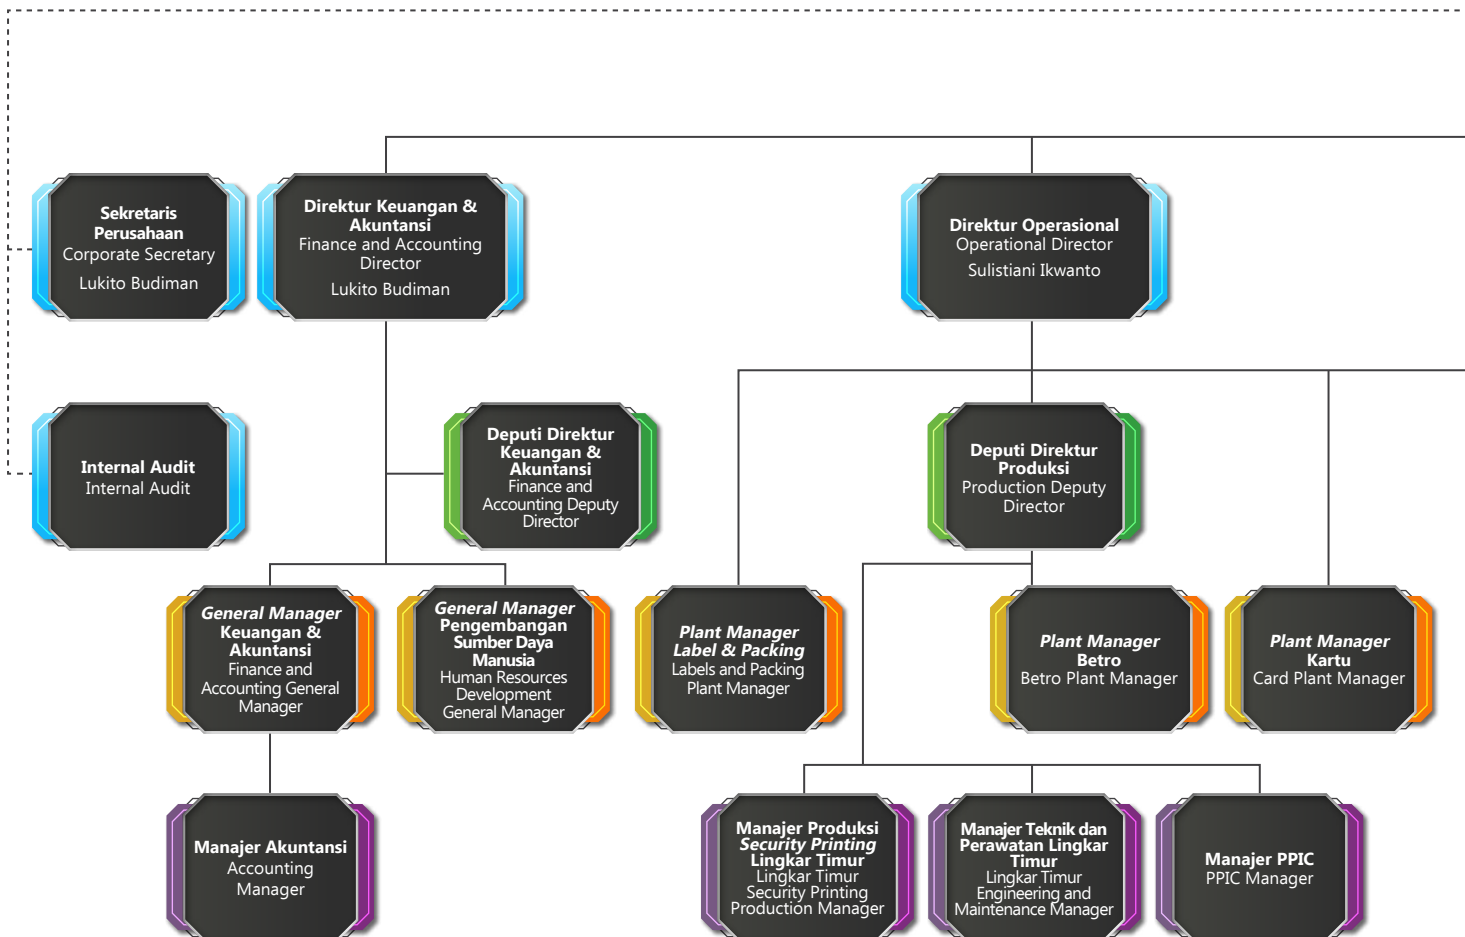 Sekretaris
Perusahaan
Corporate Secretary
Lukito Budiman
Direktur Keuangan &
Akuntansi
Finance and Accounting
Director
Lukito Budiman
Direktur Operasional
Operational Director
Sulistiani Ikwanto
Internal Audit
Internal Audit
Deputi Direktur
Keuangan &
Akuntansi
Finance and
Accounting Deputy
Director
Deputi Direktur
Produksi
Production Deputy
Director
General Manager
Keuangan &
Akuntansi
Finance and
Accounting General
Manager
General Manager
Pengembangan
Sumber Daya
Manusia
Human Resources
Development
General Manager
Plant Manager
Label & Packing
Labels and Packing
Plant Manager
Plant Manager
Betro
Betro Plant Manager
Plant Manager
Kartu
Card Plant Manager
Manajer Akuntansi
Accounting
Manager
Manajer Produksi
Security Printing
Lingkar Timur
Lingkar Timur
Security Printing
Production Manager
Manajer Teknik dan
Perawatan Lingkar
Timur
Lingkar Timur
Engineering and
Maintenance Manager
Manajer PPIC
PPIC Manager